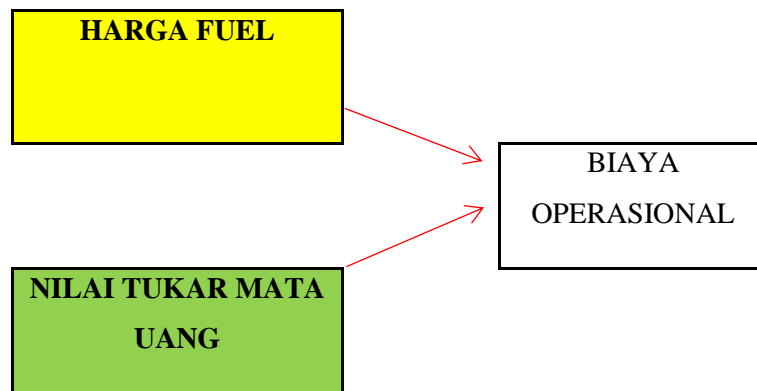 HARGA FUEL
BIAYA
OPERASIONAL
NILAI TUKAR MATA
UANG